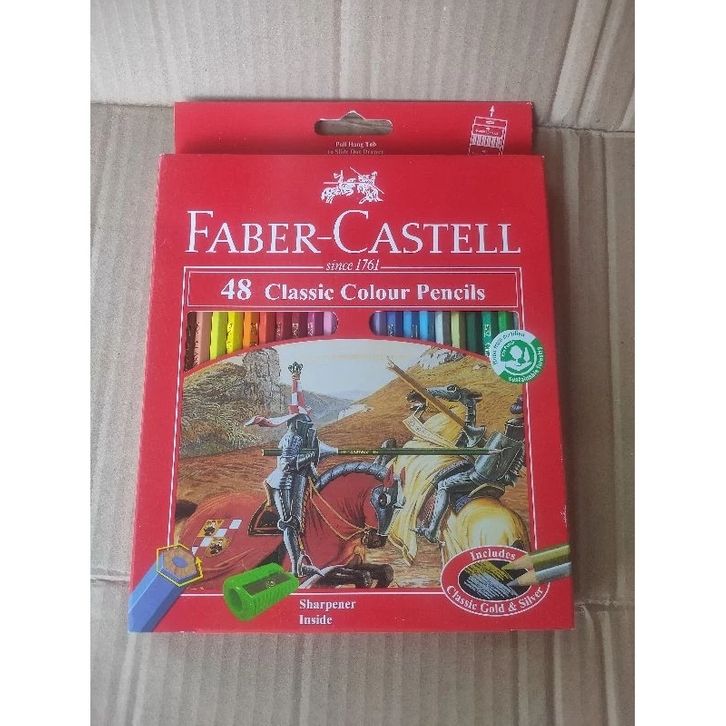 Pull Hang Tab
to Slide Out Drawer
FABER-CASTELL
since 1761
48 Classic Colour Pencils
Sharpener
Inside
Includes
Classic Gold & Silver